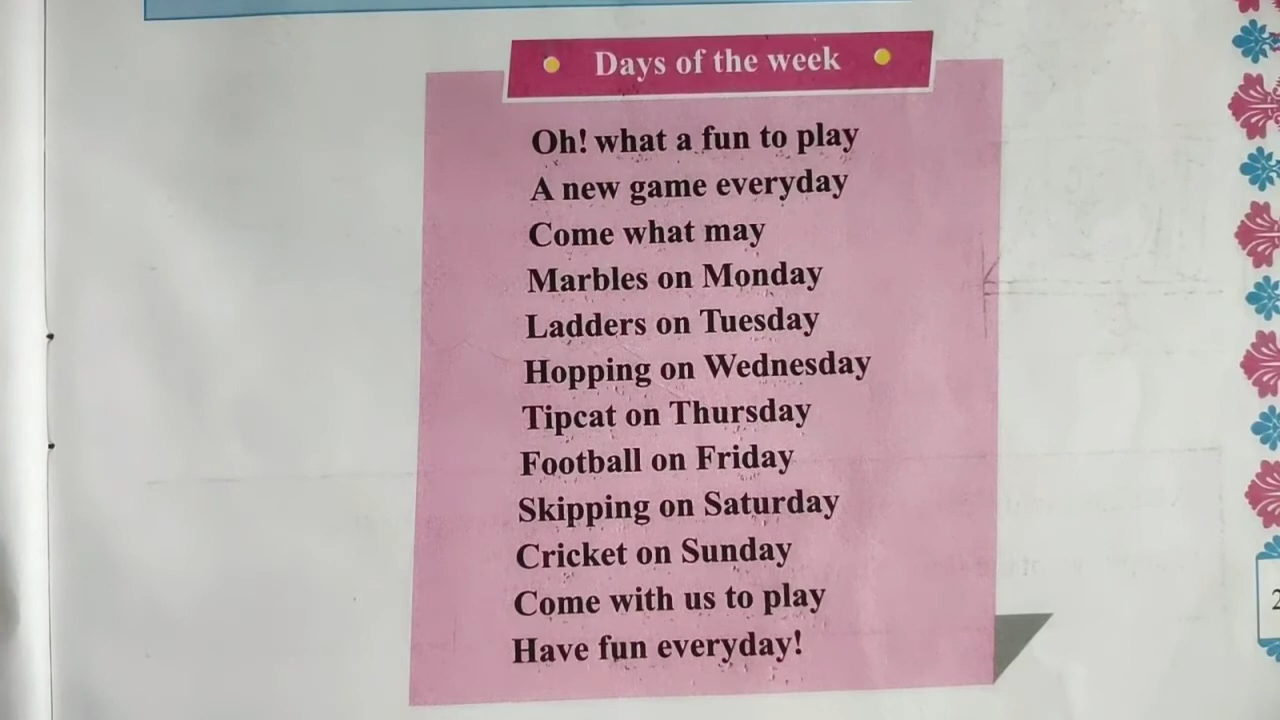 Days of the week
Oh! what a fun to play
A new game everyday
Come what may
Marbles on Monday
Ladders on Tuesday
Hopping on Wednesday
Tipcat on Thursday
Football on Friday
Skipping on Saturday
Cricket on Sunday
Come with us to play
Have fun everyday!